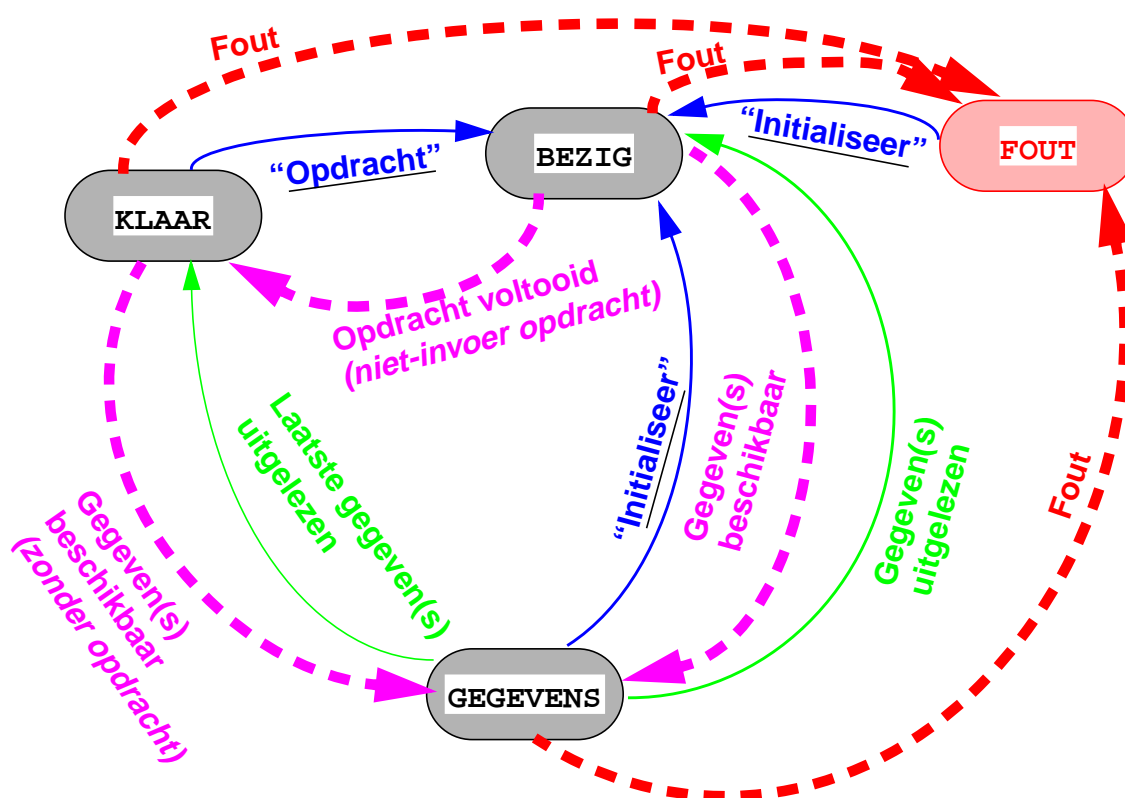 Fout
Fout
“Opdracht”
BEZIG
“Initialiseer”
FOUT
KLAAR
Opdracht voltooid
(niet-invoer opdracht)
Laatste gegeven(s)
uitgelezen
“Initialiseer”
Gegeven(s)
beschikbaar
Gegeven(s)
uitgelezen
Fout
Gegeven(s)
beschikbaar
(zonder opdracht)
GEGEVENS